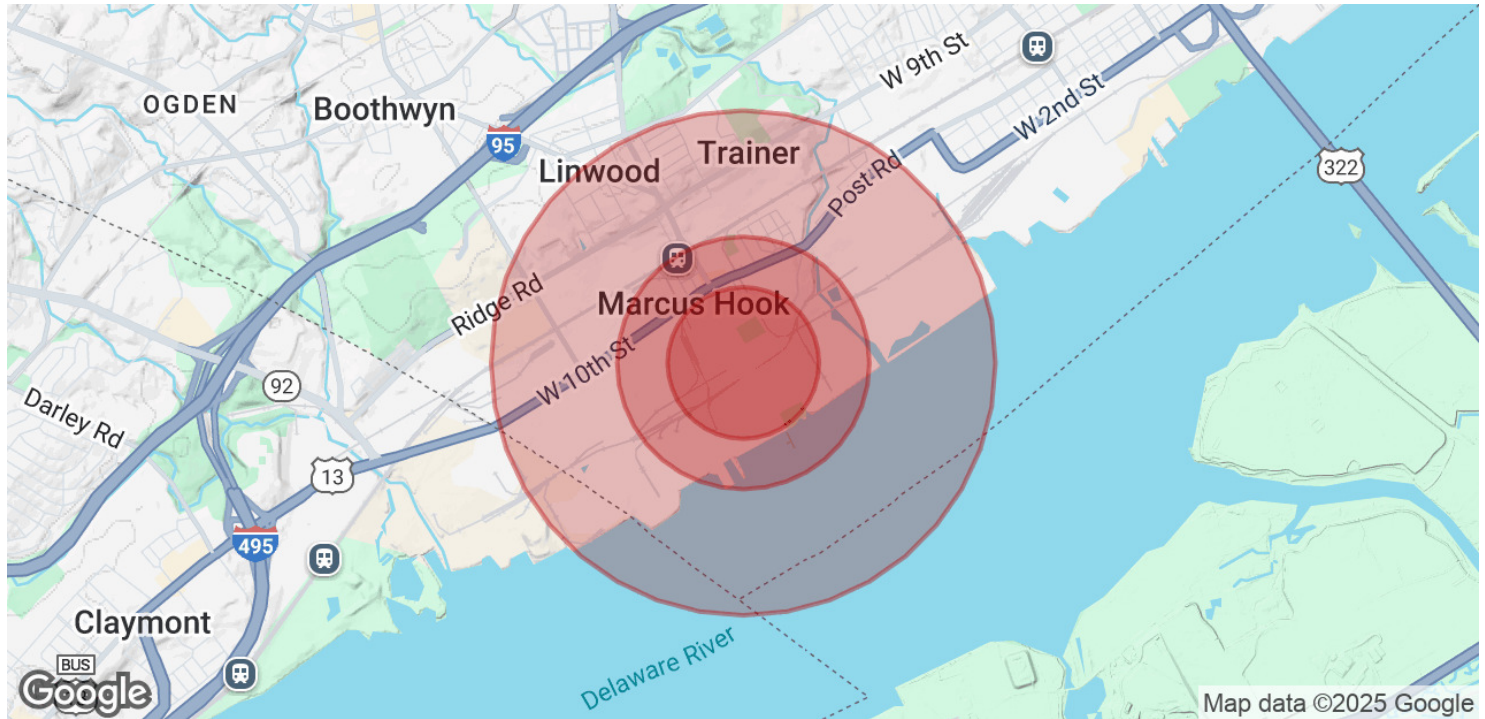 W 9th St
OGDEN
Boothwyn
W 2nd St
95
Trainer
Linwood
322
Post Rd
Ridge Rd
Marcus Hook
W 10th St
92
Darley Rd
13
495
Claymont
Delaware River
BUS
Google
Map data ©2025 Google